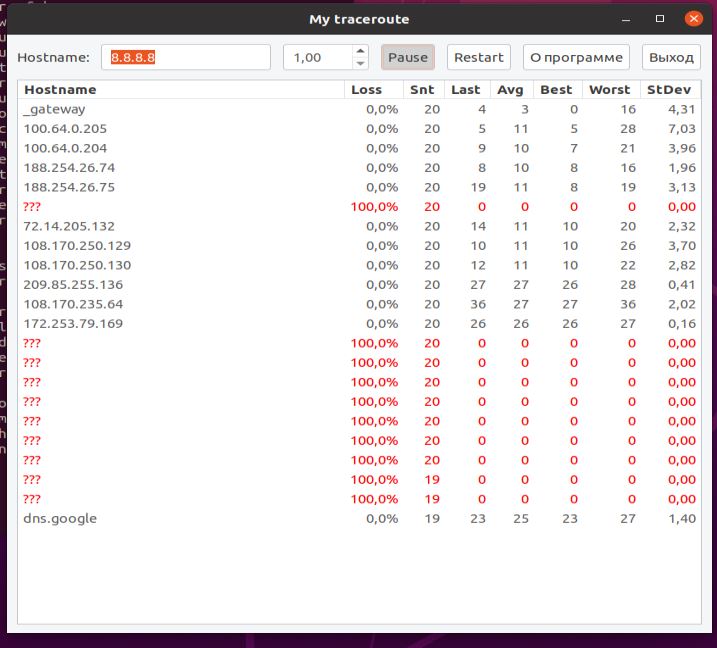 My traceroute
Hostname: 8.8.8.8 1,00 Pause Restart О программе Выход
Hostname Loss Snt Last Avg Best Worst StDev
_gateway 0,0% 20 4 3 0 16 4,31
100.64.0.205 0,0% 20 5 11 5 28 7,03
100.64.0.204 0,0% 20 9 10 7 21 3,96
188.254.26.74 0,0% 20 8 10 8 16 1,96
188.254.26.75 0,0% 20 19 11 8 19 3,13
??? 100,0% 20 0 0 0 0 0,00
72.14.205.132 0,0% 20 14 11 10 20 2,32
108.170.250.129 0,0% 20 10 11 10 26 3,70
108.170.250.130 0,0% 20 12 11 10 22 2,82
209.85.255.136 0,0% 20 27 27 26 28 0,41
108.170.235.64 0,0% 20 36 27 27 36 2,02
172.253.79.169 0,0% 20 26 26 26 27 0,16
??? 100,0% 20 0 0 0 0 0,00
??? 100,0% 20 0 0 0 0 0,00
??? 100,0% 20 0 0 0 0 0,00
??? 100,0% 20 0 0 0 0 0,00
??? 100,0% 20 0 0 0 0 0,00
??? 100,0% 20 0 0 0 0 0,00
??? 100,0% 20 0 0 0 0 0,00
??? 100,0% 19 0 0 0 0 0,00
??? 100,0% 19 0 0 0 0 0,00
dns.google 0,0% 19 23 25 23 27 1,40